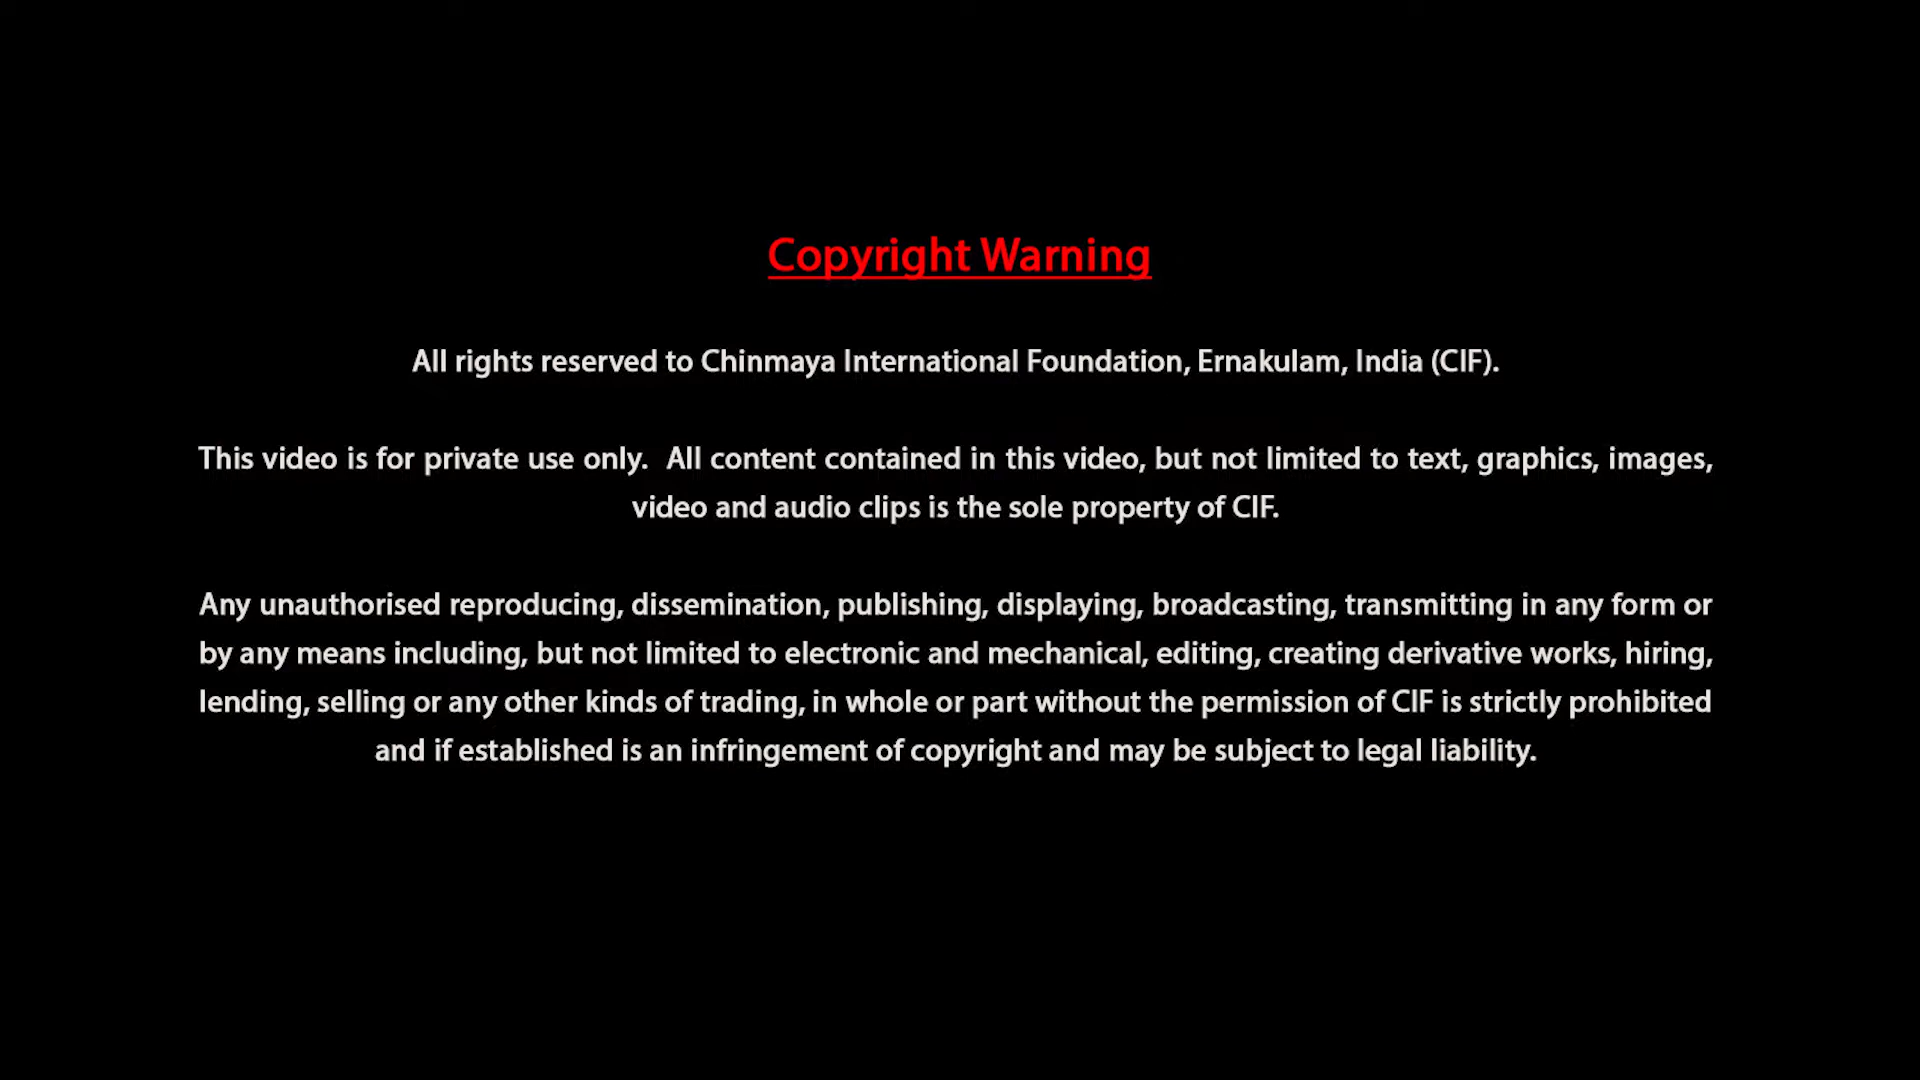 Copyright Warning
All rights reserved to Chinmaya International Foundation, Ernakulam, India (CIF).
This video is for private use only.  All content contained in this video, but not limited to text, graphics, images,
video and audio clips is the sole property of CIF.
Any unauthorised reproducing, dissemination, publishing, displaying, broadcasting, transmitting in any form or
by any means including, but not limited to electronic and mechanical, editing, creating derivative works, hiring,
lending, selling or any other kinds of trading, in whole or part without the permission of CIF is strictly prohibited
and if established is an infringement of copyright and may be subject to legal liability.